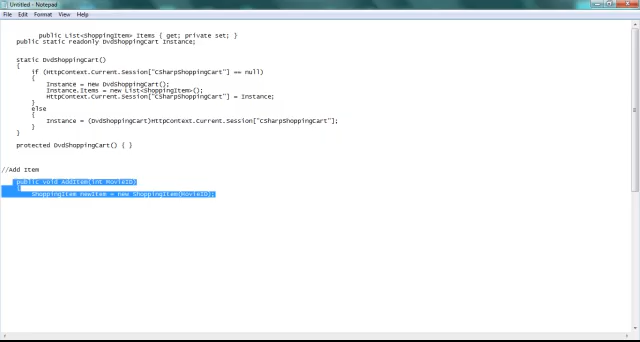 Untitled - Notepad
File Edit Format View Help
public List<ShoppingItem> Items { get; private set; }
public static readonly DvdShoppingCart Instance;
static DvdShoppingCart()
{
if (HttpContext.Current.Session["CSharpShoppingCart"] == null)
{
Instance = new DvdShoppingCart();
Instance.Items = new List<ShoppingItem>();
HttpContext.Current.Session["CSharpShoppingCart"] = Instance;
}
else
{
Instance = (DvdShoppingCart)HttpContext.Current.Session["CSharpShoppingCart"];
}
}
protected DvdShoppingCart() { }
//Add Item
public void AddItem(int MovieID)
{
ShoppingItem newItem = new ShoppingItem(MovieID);